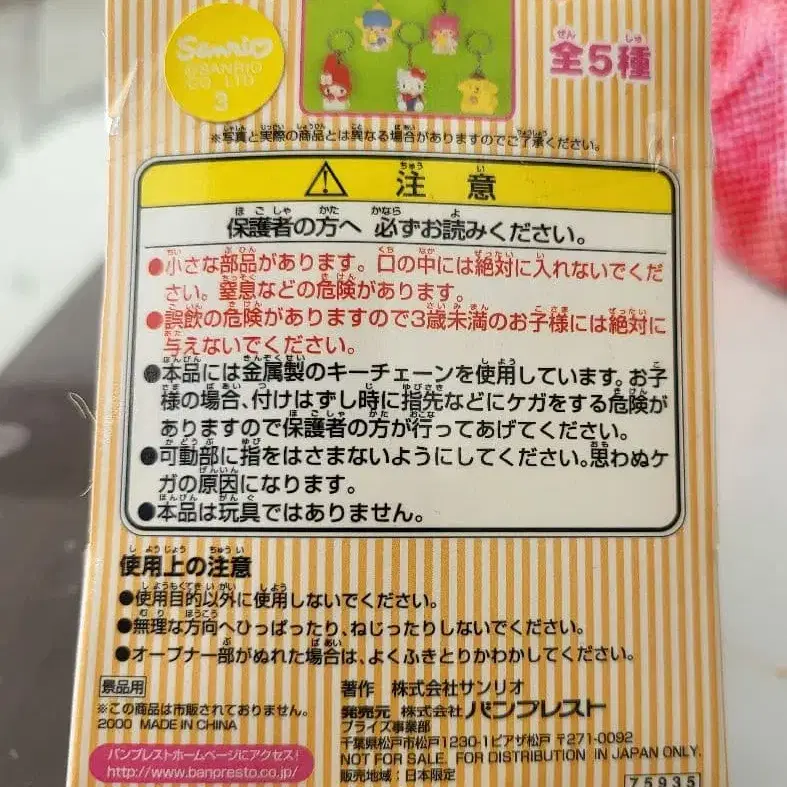 Sanrio
©SANRIO
CO. LTD
3
全5種
※写真と実際の商品とは異なる場合がありますのでご了承ください。
⚠ 注意
保護者の方へ 必ずお読みください。
●小さな部品があります。口の中には絶対に入れないでくだ
さい。窒息などの危険があります。
●誤飲の危険がありますので3歳未満のお子様には絶対に
与えないでください。
●本品には金属製のキーチェーンを使用しています。お子
様の場合、付けはずし時に指先などにケガをする危険が
ありますので保護者の方が行ってあげてください。
●可動部に指をはさまないようにしてください。思わぬケ
ガの原因になります。
●本品は玩具ではありません。
使用上の注意
●使用目的以外に使用しないでください。
●無理な方向へひっぱったり、ねじったりしないでください。
●オープナー部がぬれた場合は、よくふきとりかわかしてください。
景品用
※この商品は市販されておりません。
2000 MADE IN CHINA
著作 株式会社サンリオ
発売元 株式会社 バンプレスト
プライズ事業部
千葉県松戸市松戸1230-1ピアザ松戸 〒271-0092
NOT FOR SALE. FOR DISTRIBUTION IN JAPAN ONLY.
販売地域：日本限定
バンプレストホームページにアクセス!
http://www.banpresto.co.jp/
75935